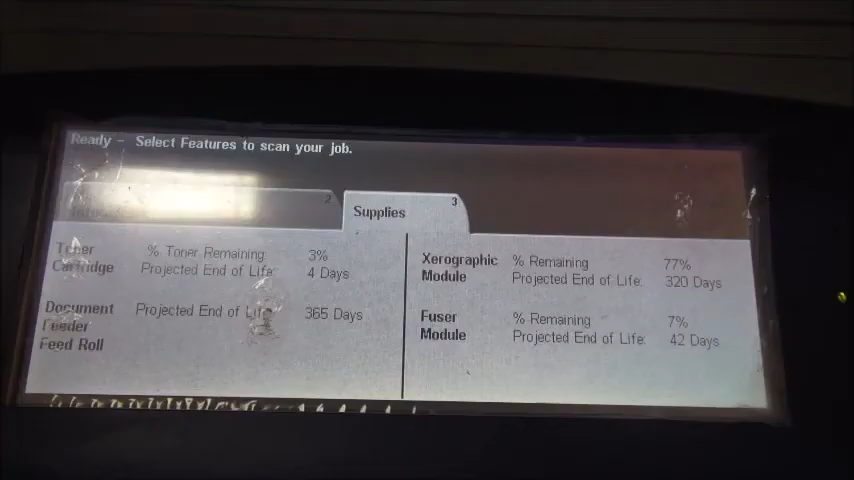 Ready - Select Features to scan your job.
2
Supplies
3
Toner Cartridge
% Toner Remaining: 3%
Projected End of Life: 4 Days
Document Feeder Feed Roll
Projected End of Life: 365 Days
Xerographic Module
% Remaining 77%
Projected End of Life: 320 Days
Fuser Module
% Remaining 7%
Projected End of Life: 42 Days